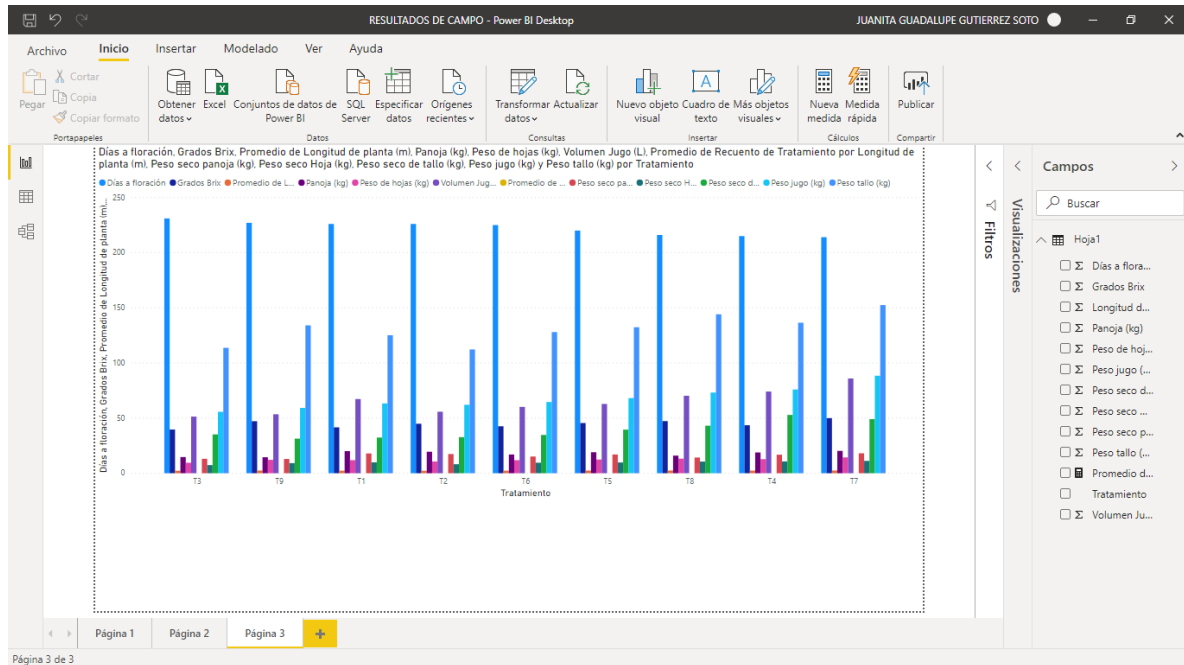 RESULTADOS DE CAMPO - Power BI Desktop
JUANITA GUADALUPE GUTIERREZ SOTO
Archivo Inicio Insertar Modelado Ver Ayuda
Pegar
Cortar
Copia
Copiar formato
Obtener datos
Excel
Conjuntos de datos de Power BI
SQL Server
Especificar datos
Orígenes recientes
Transformar datos
Actualizar
Nuevo objeto visual
Cuadro de texto
Más objetos visuales
Nueva medida
Medida rápida
Publicar
Portapapeles
Datos
Consultas
Insertar
Cálculos
Compartir
Días a floración, Grados Brix, Promedio de Longitud de planta (m), Panoja (kg), Peso de hojas (kg), Volumen Jugo (L), Promedio de Recuento de Tratamiento por Longitud de
planta (m), Peso seco panoja (kg), Peso seco Hoja (kg), Peso seco de tallo (kg), Peso jugo (kg) y Peso tallo (kg) por Tratamiento
Días a floración Grados Brix Promedio de L... Panoja (kg) Peso de hojas (kg) Volumen Jug... Promedio de ... Peso seco pa... Peso seco H... Peso seco d... Peso jugo (kg) Peso tallo (kg)
Días a floración, Grados Brix, Promedio de Longitud de planta (m)...
250
200
150
100
50
0
T3 T9 T1 T2 T6 T5 T8 T4 T7
Tratamiento
Filtros
Visualizaciones
Campos
Buscar
Hoja1
Días a flora...
Grados Brix
Longitud d...
Panoja (kg)
Peso de hoj...
Peso jugo (...
Peso seco d...
Peso seco ...
Peso seco p...
Peso tallo (...
Promedio d...
Tratamiento
Volumen Ju...
Página 1 Página 2 Página 3
Página 3 de 3